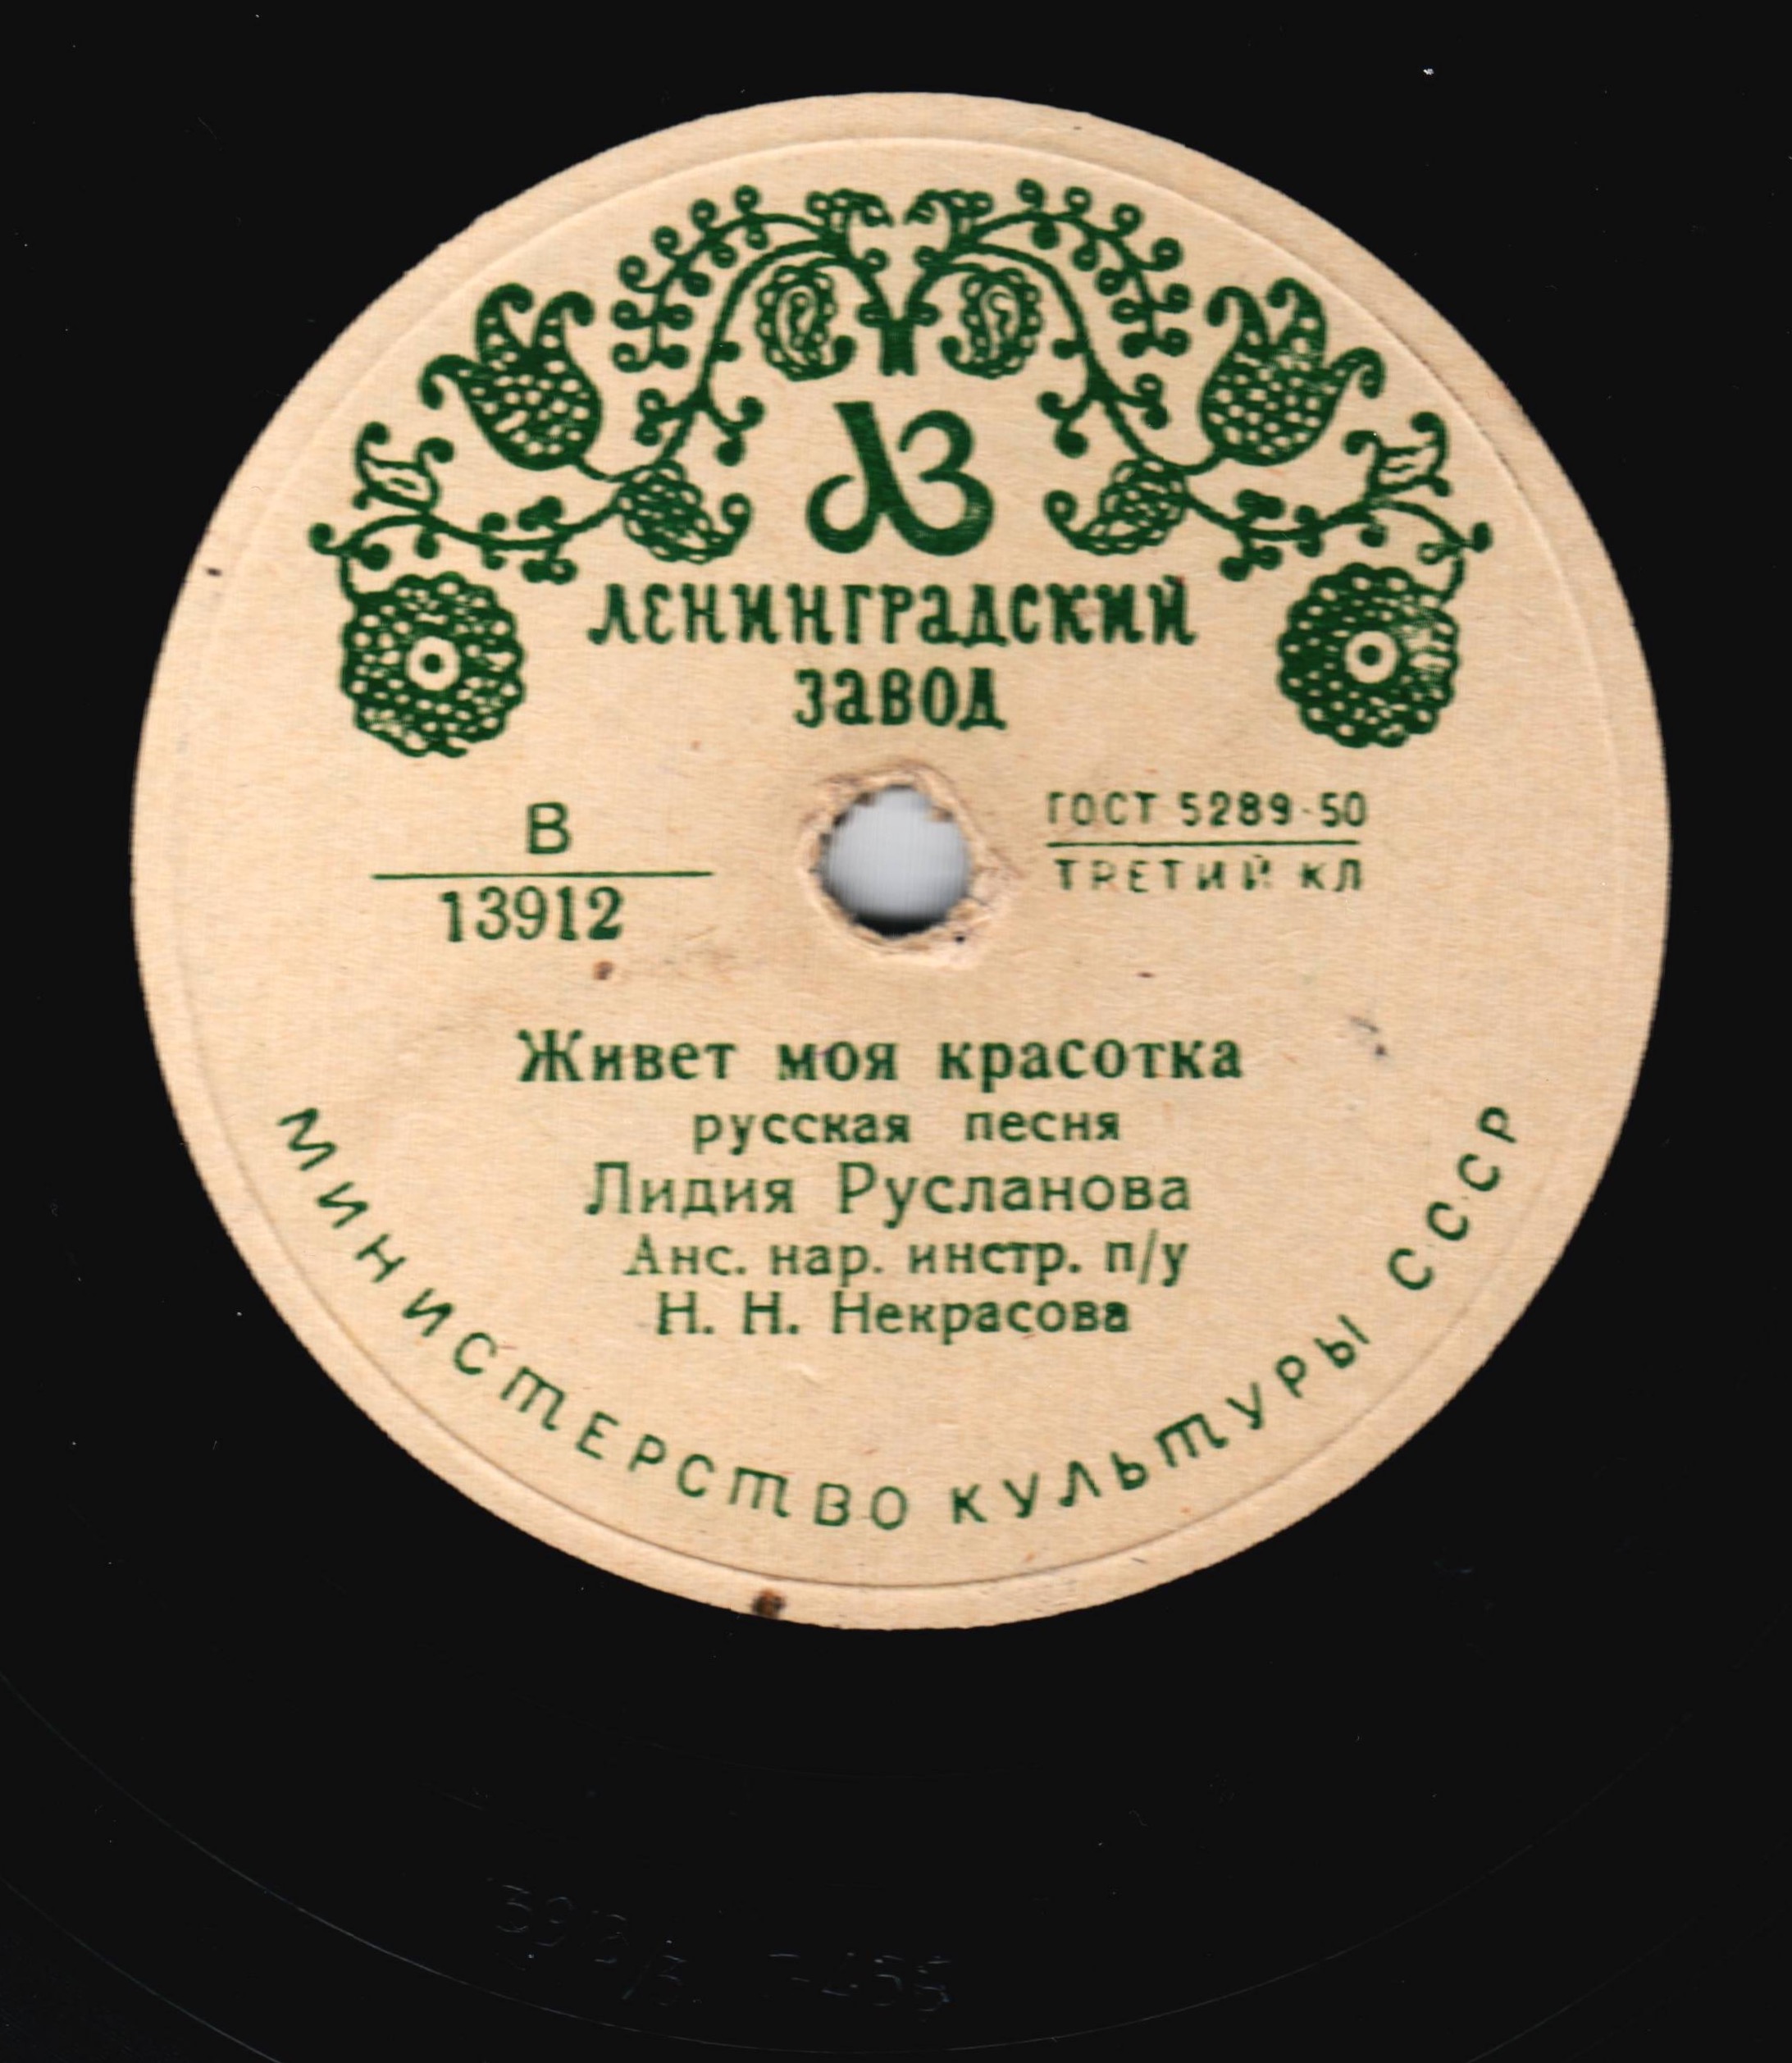 ЛЗ
ЛЕНИНГРАДСКИЙ
ЗАВОД
В
13912
ГОСТ 5289-50
ТРЕТИЙ КЛ
Живет моя красотка
русская песня
Лидия Русланова
Анс. нар. инстр. п/у
Н. Н. Некрасова
МИНИСТЕРСТВО КУЛЬТУРЫ СССР